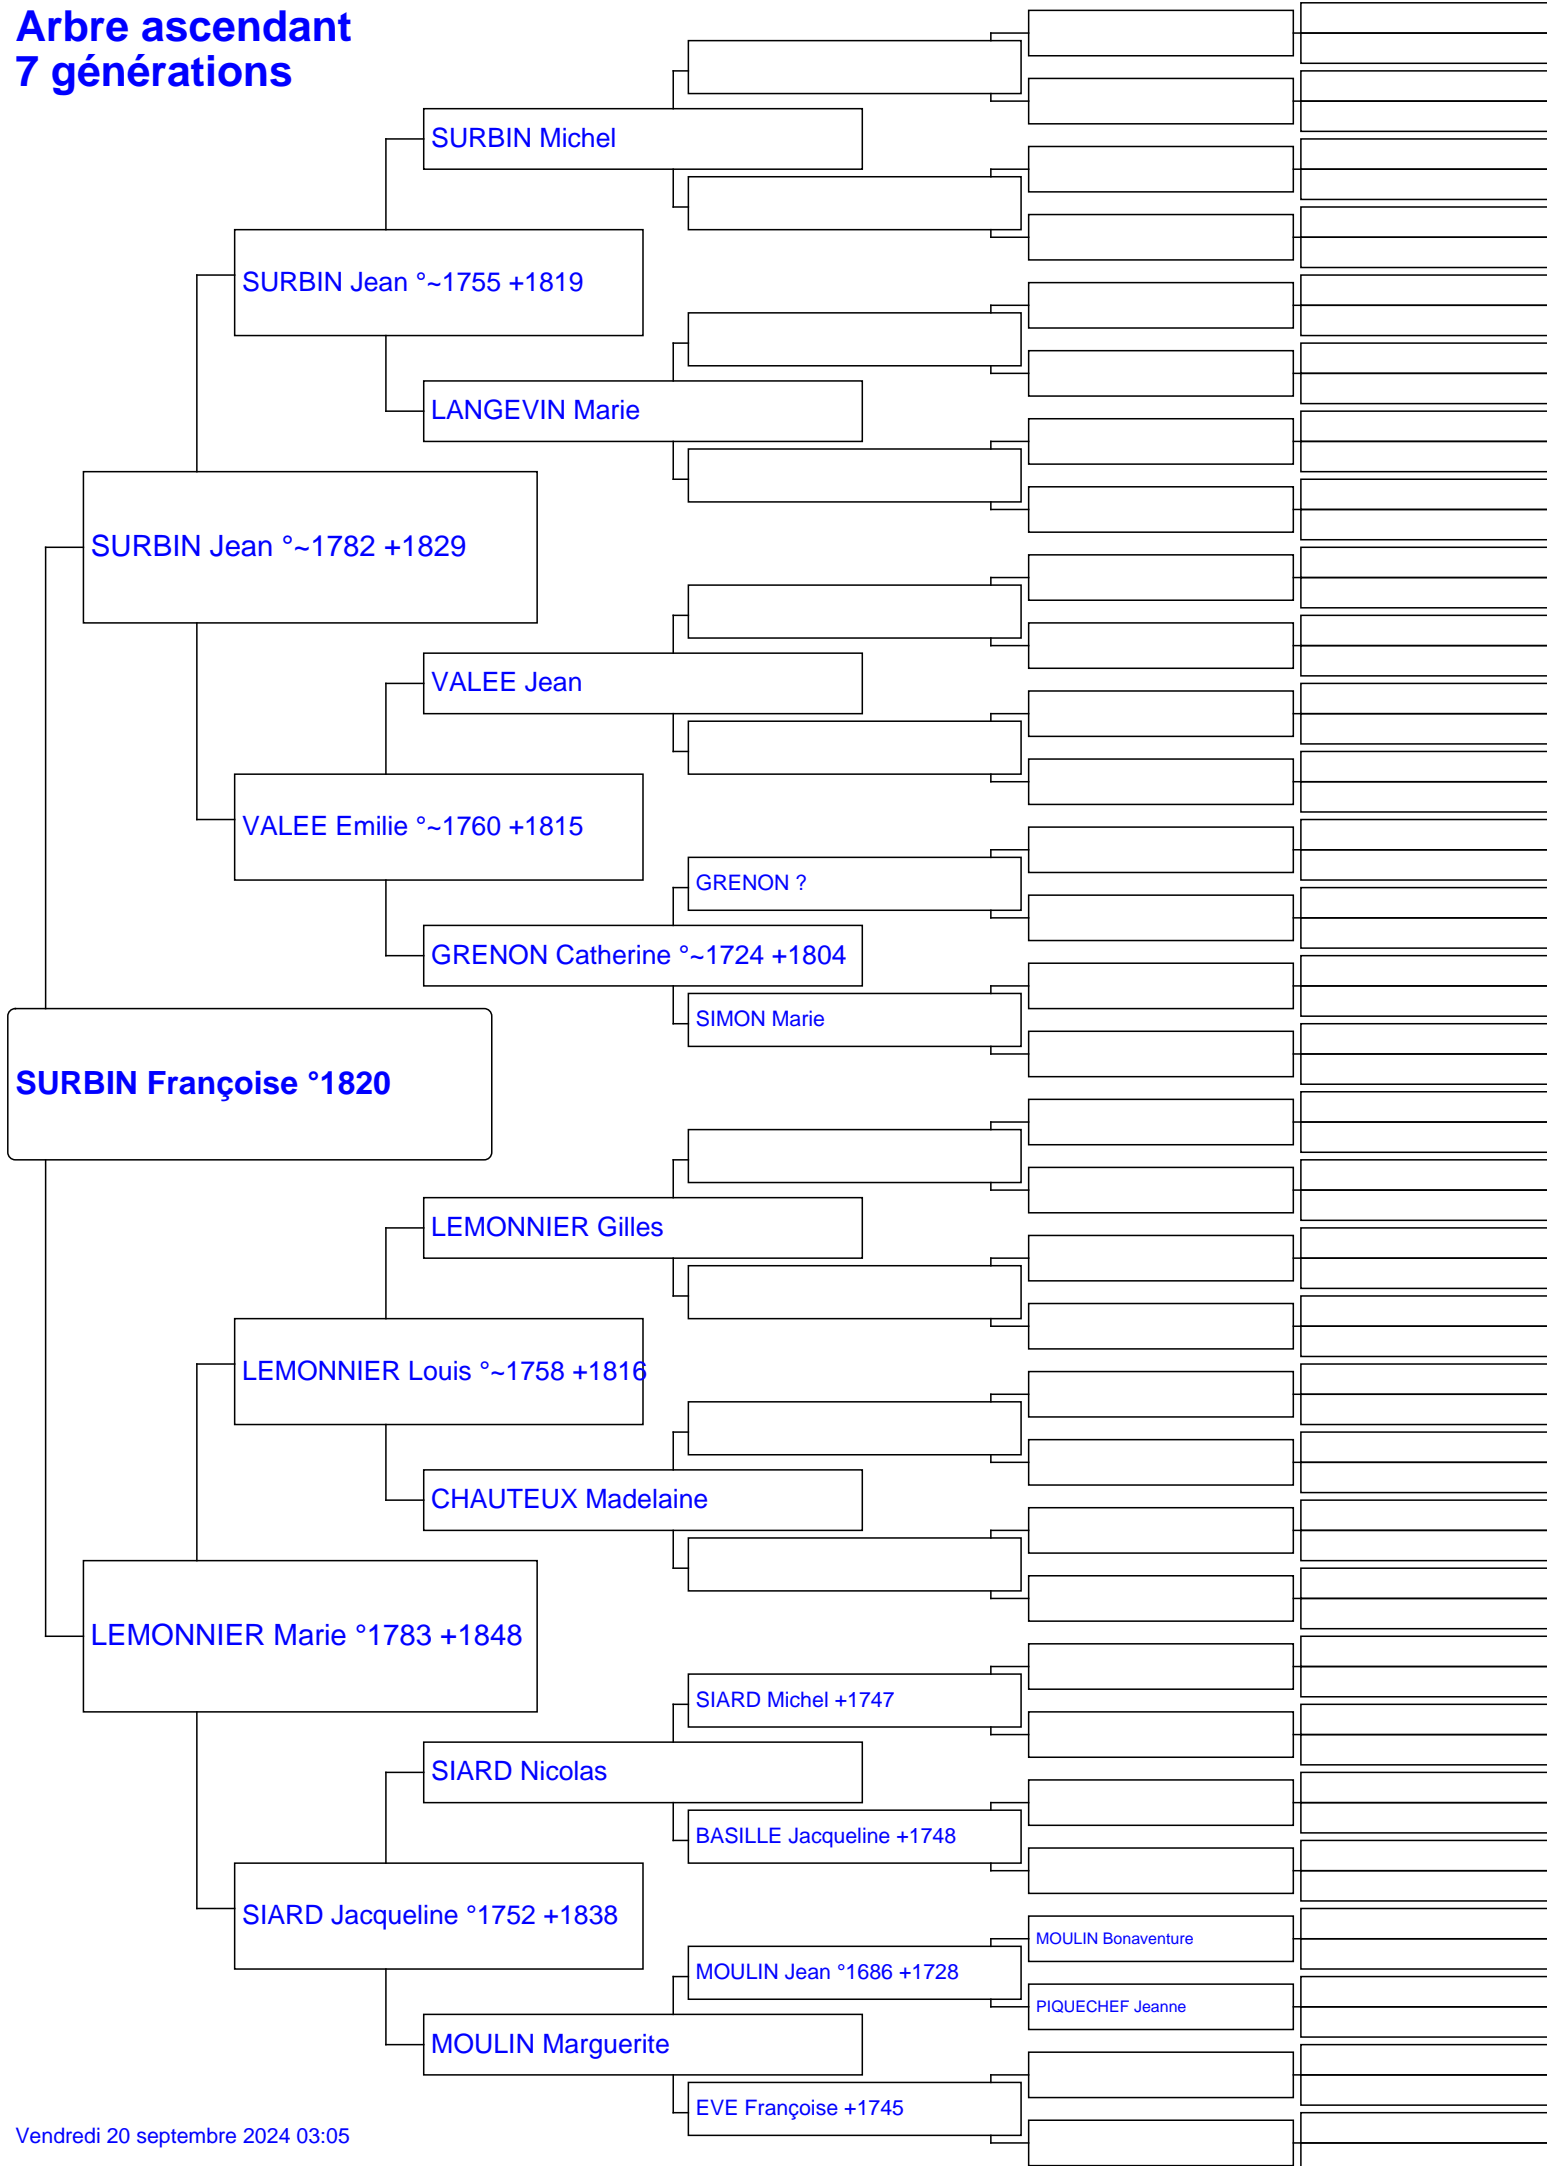 Arbre ascendant
7 générations
SURBIN Michel
SURBIN Jean °~1755 +1819
LANGEVIN Marie
SURBIN Jean °~1782 +1829
VALEE Jean
VALEE Emilie °~1760 +1815
GRENON ?
GRENON Catherine °~1724 +1804
SIMON Marie
SURBIN Françoise °1820
LEMONNIER Gilles
LEMONNIER Louis °~1758 +1816
CHAUTEUX Madelaine
LEMONNIER Marie °1783 +1848
SIARD Michel +1747
SIARD Nicolas
BASILLE Jacqueline +1748
SIARD Jacqueline °1752 +1838
MOULIN Bonaventure
MOULIN Jean °1686 +1728
PIQUECHEF Jeanne
MOULIN Marguerite
EVE Françoise +1745
Vendredi 20 septembre 2024 03:05